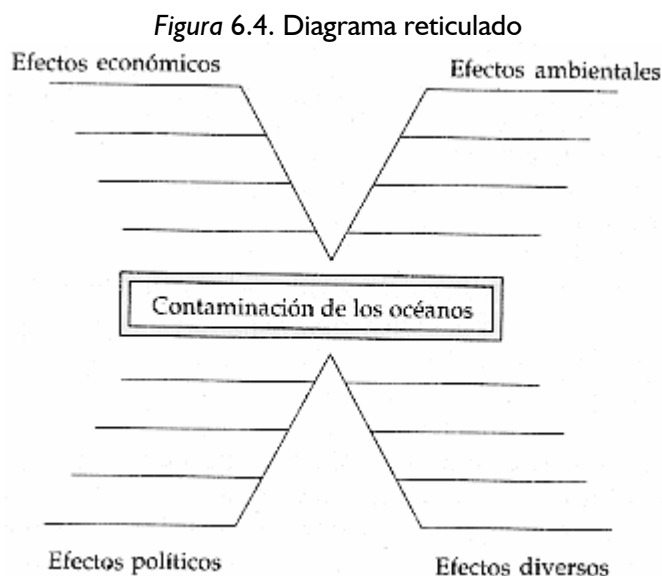 Figura 6.4. Diagrama reticulado
Efectos económicos
Efectos ambientales
Contaminación de los océanos
Efectos políticos
Efectos diversos